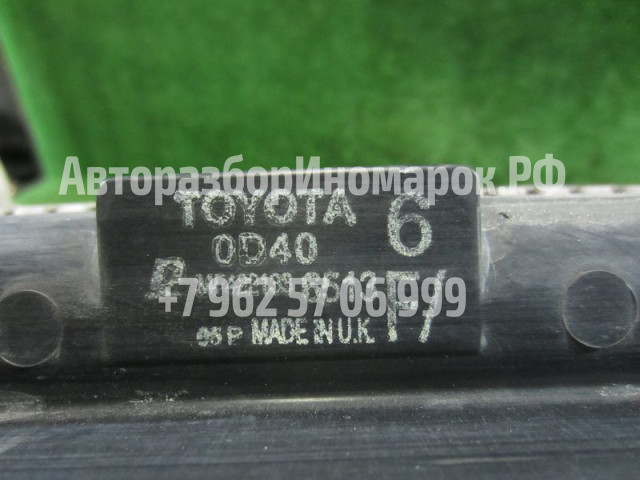 АвторазборИномарок.РФ
TOYOTA 6
0D40
+79625706999
F/
MADE IN U.K.